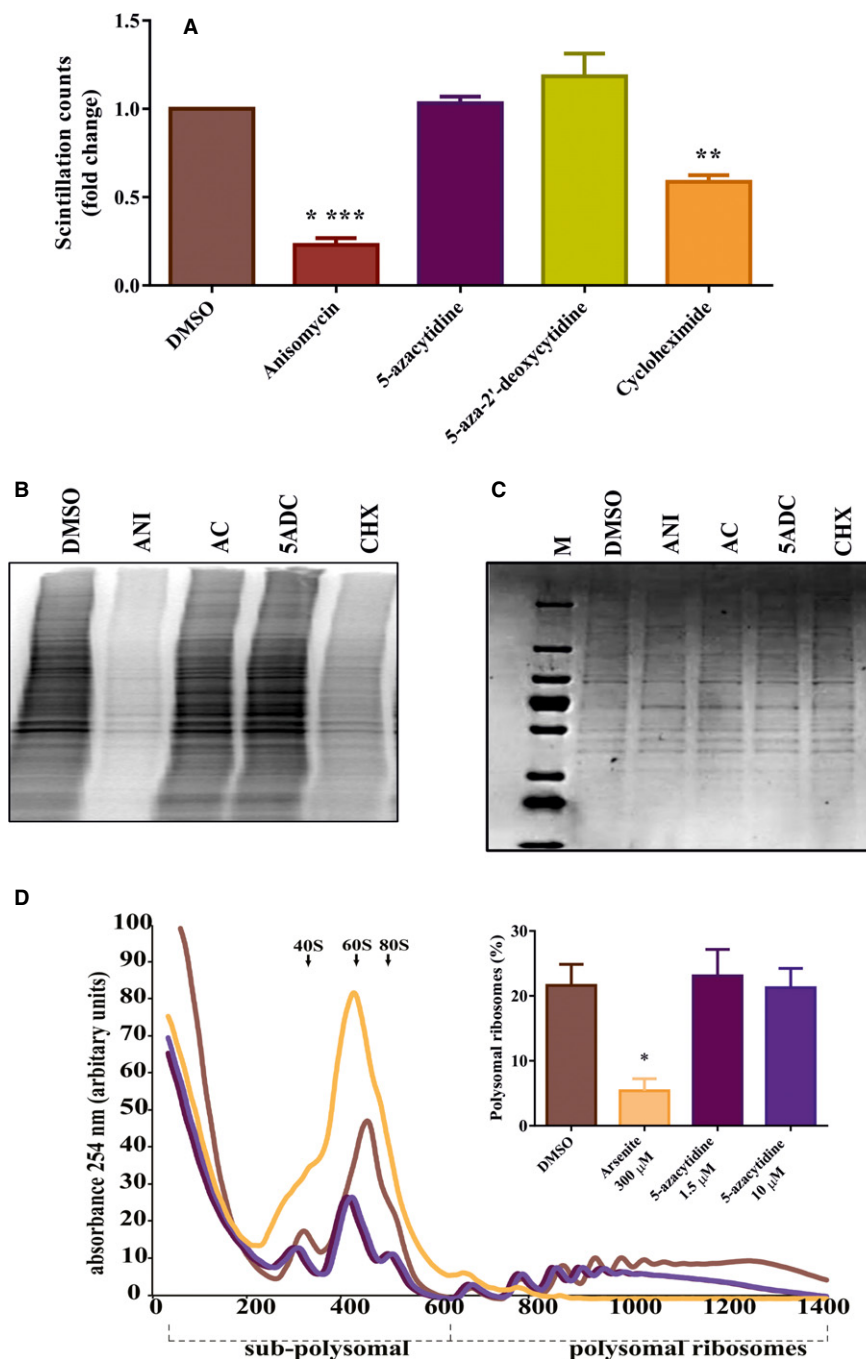 A
1.5
1.0
0.5
0.0
Scintillation counts
(fold change)
* ***
**
DMSO
Anisomycin
5-azacytidine
5-aza-2'-deoxycytidine
Cycloheximide
B
DMSO
ANI
AC
5ADC
CHX
C
M
DMSO
ANI
AC
5ADC
CHX
D
absorbance 254 nm (arbitary units)
100
90
80
70
60
50
40
30
20
10
0
40S
60S
80S
0
200
400
600
800
1000
1200
1400
sub-polysomal
polysomal ribosomes
Polysomal ribosomes (%)
30
20
10
0
*
DMSO
Arsenite
300 µM
5-azacytidine
1.5 µM
5-azacytidine
10 µM